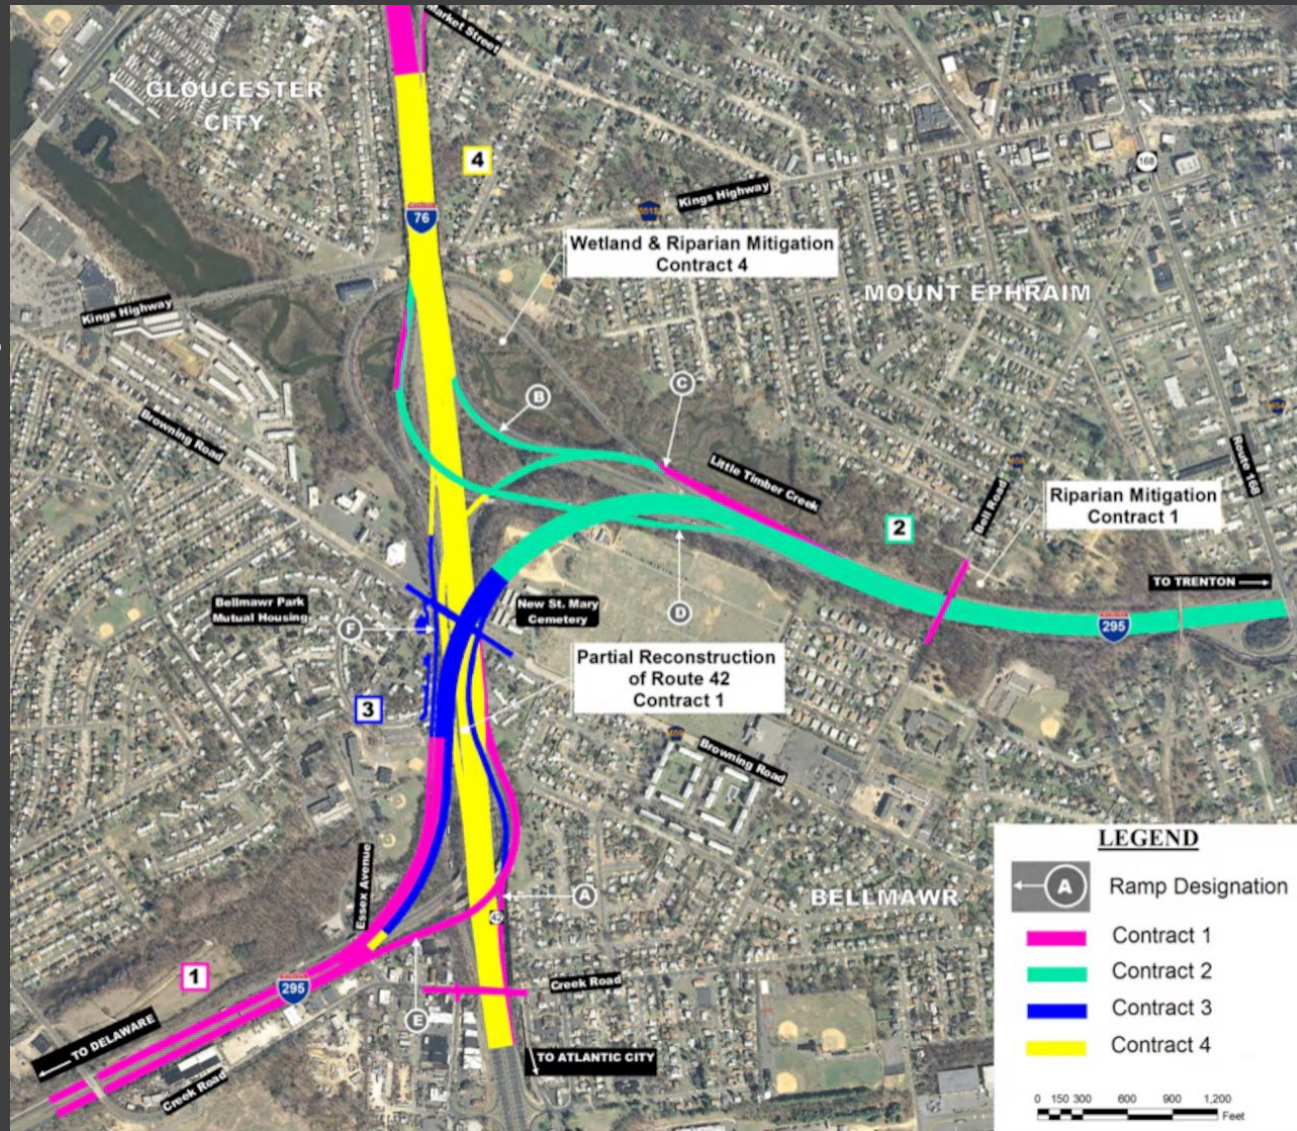 Market Street
GLOUCESTER
CITY
4
168
76
Kings Highway
Wetland & Riparian Mitigation
Contract 4
MOUNT EPHRAIM
Kings Highway
B
C
Browning Road
Little Timber Creek
Route 168
Bell Road
Riparian Mitigation
Contract 1
2
TO TRENTON
295
Bellmawr Park
Mutual Housing
New St. Mary
Cemetery
D
F
Partial Reconstruction
of Route 42
Contract 1
3
Browning Road
Essex Avenue
A
42
BELLMAWR
1
295
Creek Road
E
TO DELAWARE
TO ATLANTIC CITY
Creek Road
LEGEND
A Ramp Designation
Contract 1
Contract 2
Contract 3
Contract 4
0 150 300 600 900 1,200
Feet